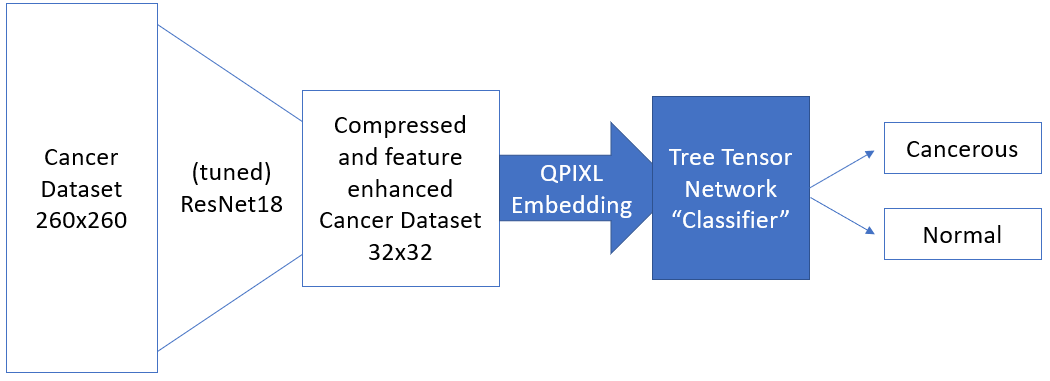 Cancer
Dataset
260x260
(tuned)
ResNet18
Compressed
and feature
enhanced
Cancer Dataset
32x32
QPIXL
Embedding
Tree Tensor
Network
“Classifier”
Cancerous
Normal